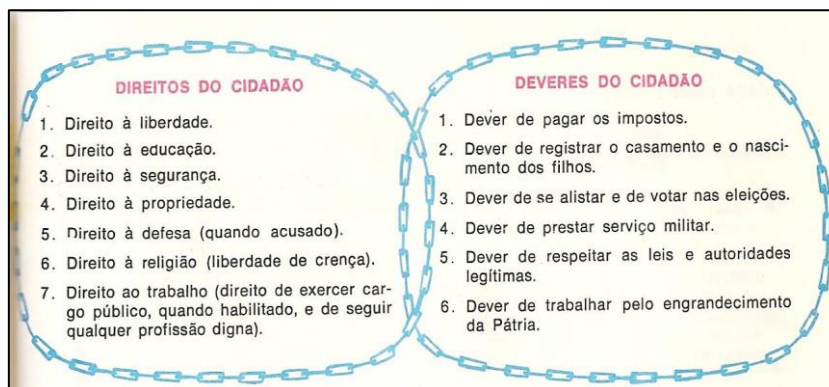 DIREITOS DO CIDADÃO
1. Direito à liberdade.
2. Direito à educação.
3. Direito à segurança.
4. Direito à propriedade.
5. Direito à defesa (quando acusado).
6. Direito à religião (liberdade de crença).
7. Direito ao trabalho (direito de exercer car-
go público, quando habilitado, e de seguir
qualquer profissão digna).
DEVERES DO CIDADÃO
1. Dever de pagar os impostos.
2. Dever de registrar o casamento e o nasci-
mento dos filhos.
3. Dever de se alistar e de votar nas eleições.
4. Dever de prestar serviço militar.
5. Dever de respeitar as leis e autoridades
legítimas.
6. Dever de trabalhar pelo engrandecimento
da Pátria.